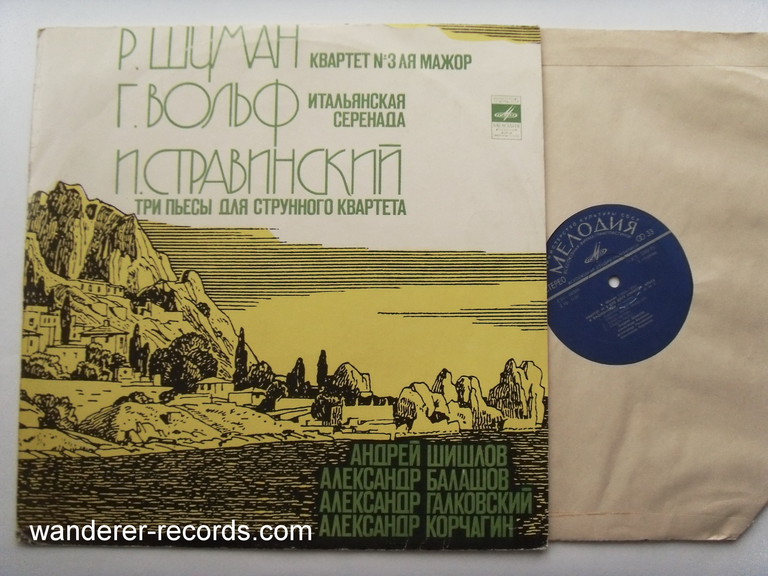 Р. ШУМАН КВАРТЕТ №3 ЛЯ МАЖОР
Г. ВОЛЬФ ИТАЛЬЯНСКАЯ
СЕРЕНАДА
И. СТРАВИНСКИЙ
ТРИ ПЬЕСЫ ДЛЯ СТРУННОГО КВАРТЕТА
АНДРЕЙ ШИШЛОВ
АЛЕКСАНДР БАЛАШОВ
АЛЕКСАНДР ГАЛКОВСКИЙ
АЛЕКСАНДР КОРЧАГИН
МЕЛОДИЯ
wanderer-records.com